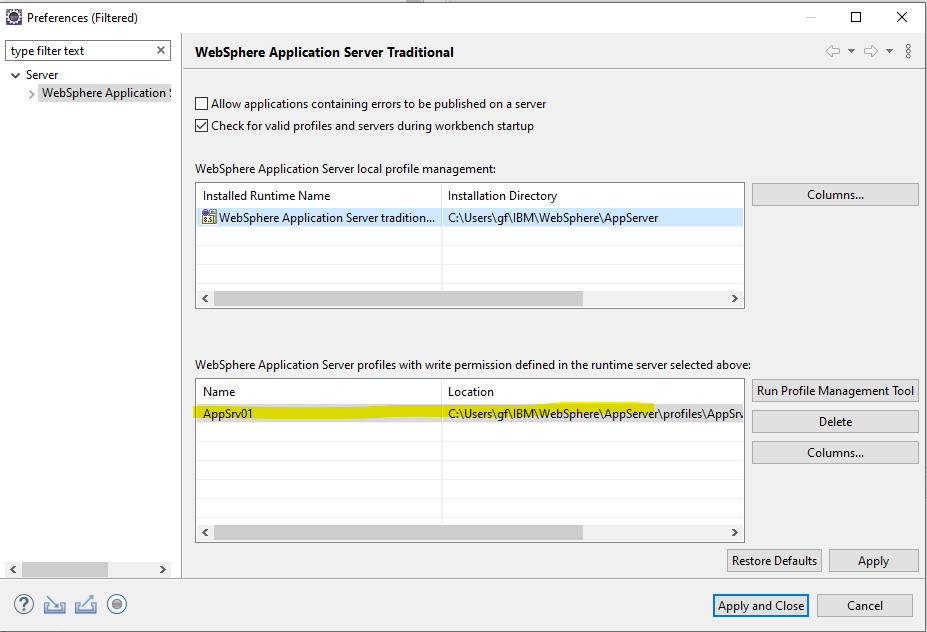 Preferences (Filtered)
type filter text
Server
WebSphere Application
WebSphere Application Server Traditional
Allow applications containing errors to be published on a server
Check for valid profiles and servers during workbench startup
WebSphere Application Server local profile management:
Installed Runtime Name Installation Directory
8.5 WebSphere Application Server tradition... C:\Users\gf\IBM\WebSphere\AppServer
Columns...
WebSphere Application Server profiles with write permission defined in the runtime server selected above:
Name Location
AppSrv01 C:\Users\gf\IBM\WebSphere\AppServer\profiles\AppSrv
Run Profile Management Tool
Delete
Columns...
Restore Defaults Apply
? Apply and Close Cancel